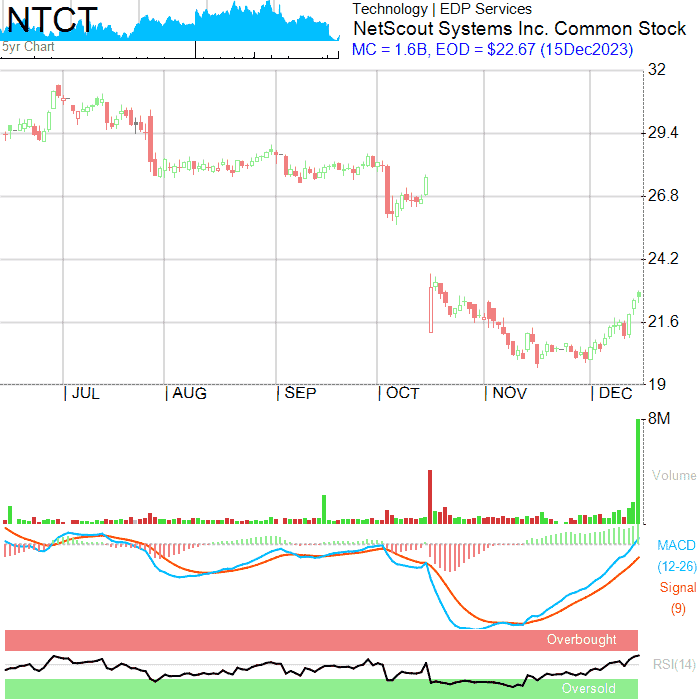 NTCT
5yr Chart
Technology | EDP Services
NetScout Systems Inc. Common Stock
MC = 1.6B, EOD = $22.67 (15Dec2023)
32
29.4
26.8
24.2
21.6
19
| JUL | AUG | SEP | OCT | NOV | DEC
8M
Volume
MACD
(12-26)
Signal
(9)
Overbought
RSI(14)
Oversold